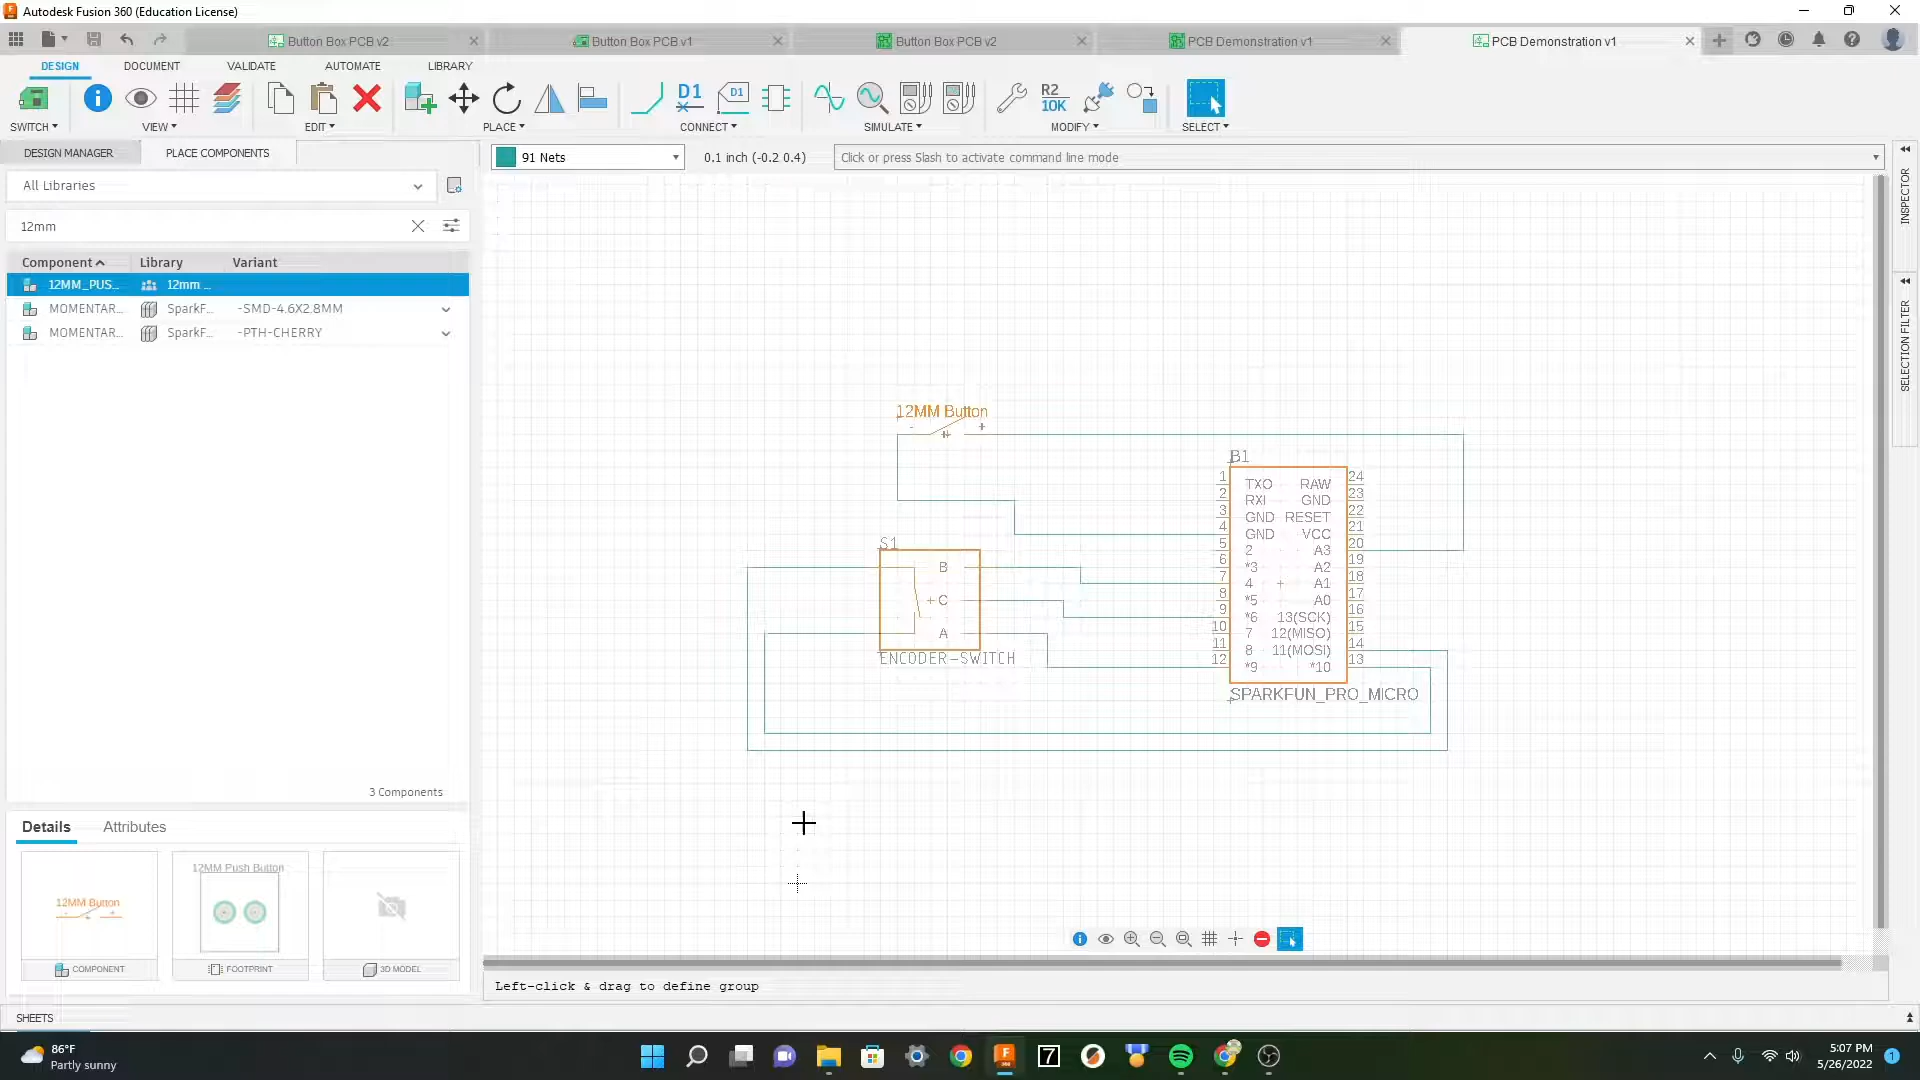 Autodesk Fusion 360 (Education License)
Button Box PCB v2
Button Box PCB v1
Button Box PCB v2
PCB Demonstration v1
PCB Demonstration v1
DESIGN
DOCUMENT
VALIDATE
AUTOMATE
LIBRARY
D1
D1
R2
10K
SWITCH
VIEW
EDIT
PLACE
CONNECT
SIMULATE
MODIFY
SELECT
DESIGN MANAGER
PLACE COMPONENTS
91 Nets
0.1 inch (-0.2 0.4)
Click or press Slash to activate command line mode
All Libraries
12mm
Component
Library
Variant
12MM_PUS...
12mm ...
MOMENTAR...
SparkF...
-SMD-4.6X2.8MM
MOMENTAR...
SparkF...
-PTH-CHERRY
3 Components
INSPECTOR
SELECTION FILTER
12MM Button
- +
B1
1 TXO RAW 24
2 RXI GND 23
3 GND RESET 22
4 GND VCC 21
5 2 A3 20
6 *3 A2 19
7 4 A1 18
8 *5 A0 17
9 *6 13(SCK) 16
10 7 12(MISO) 15
11 8 11(MOSI) 14
12 *9 *10 13
SPARKFUN_PRO_MICRO
S1
B
C
A
ENCODER-SWITCH
Details
Attributes
12MM Button
- +
12MM Push Button
COMPONENT
FOOTPRINT
3D MODEL
Left-click & drag to define group
SHEETS
86°F
Partly sunny
7
5:07 PM
5/26/2022
1